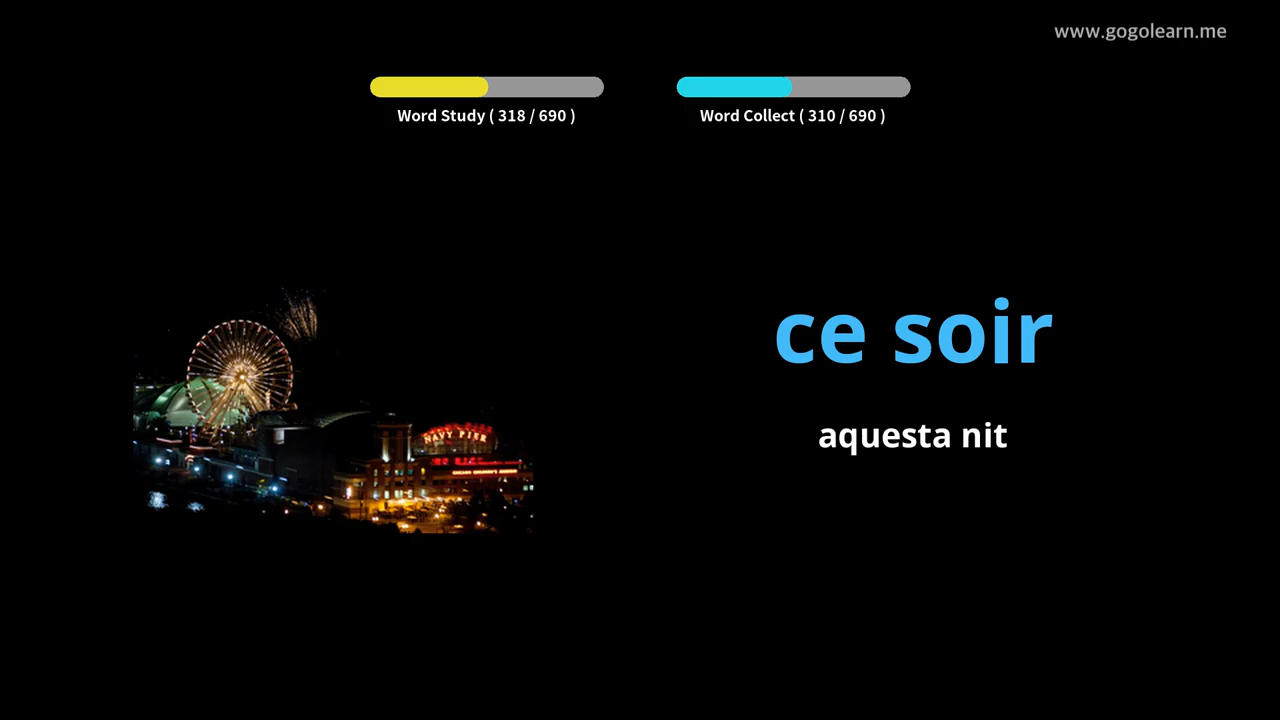 www.gogolearn.me
Word Study ( 318 / 690 )
Word Collect ( 310 / 690 )
ce soir
aquesta nit
NAVY PIER